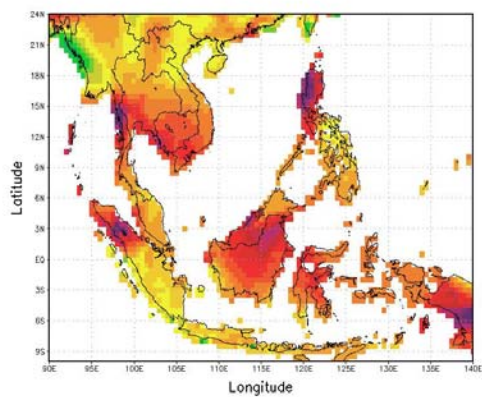 24N
21N
18N
15N
12N
9N
6N
3N
EQ
3S
6S
9S
Latitude
90E 95E 100E 105E 110E 115E 120E 125E 130E 135E 140E
Longitude